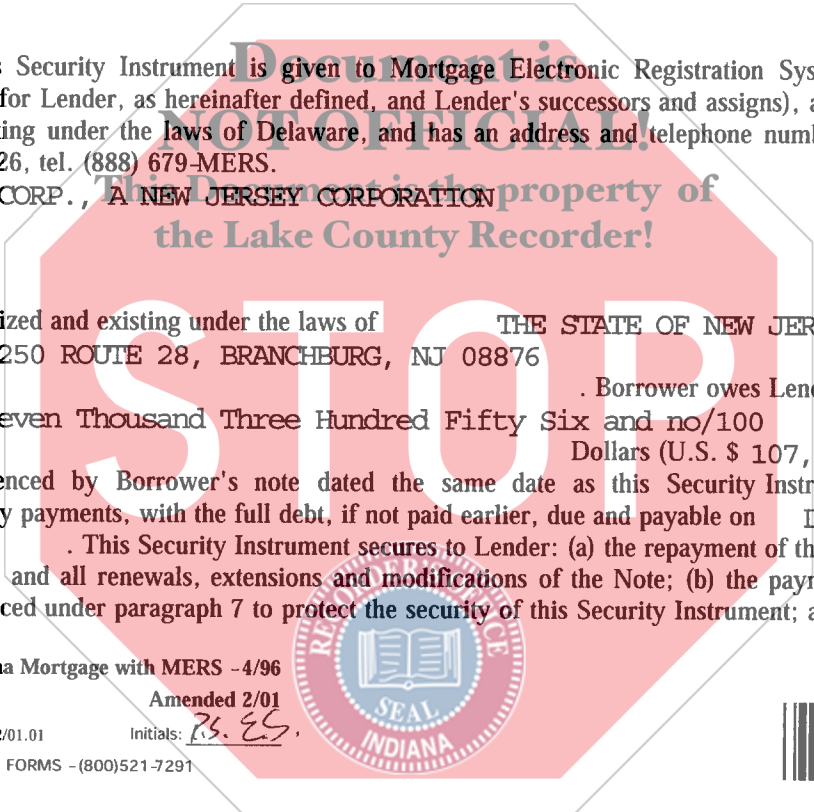 Document is
NOT OFFICIAL!
This Document is the property of
the Lake County Recorder!
STOP
Security Instrument is given to Mortgage Electronic Registration
for Lender, as hereinafter defined, and Lender's successors and assigns),
under the laws of Delaware, and has an address and telephone
26, tel. (888) 679-MERS.
CORP., A NEW JERSEY CORPORATION
ized and existing under the laws of THE STATE OF NEW JER
250 ROUTE 28, BRANCHBURG, NJ 08876
. Borrower owes Lend
even Thousand Three Hundred Fifty Six and no/100
Dollars (U.S. $ 107,
enced by Borrower's note dated the same date as this Security Instr
y payments, with the full debt, if not paid earlier, due and payable on
. This Security Instrument secures to Lender: (a) the repayment of th
and all renewals, extensions and modifications of the Note; (b) the payn
ced under paragraph 7 to protect the security of this Security Instrument; a
na Mortgage with MERS -4/96
Amended 2/01
/01.01 Initials:
FORMS -(800)521-7291
SEAL
INDIANA